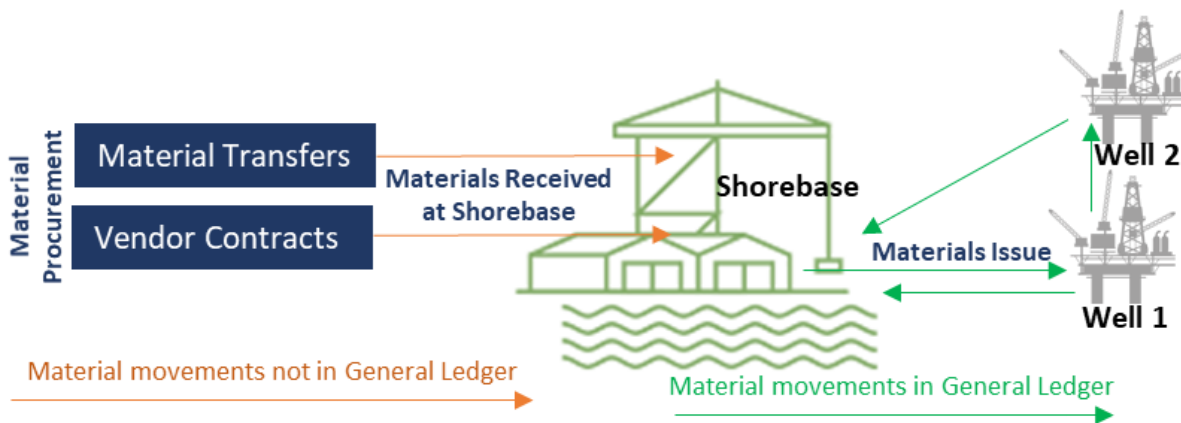 Material
Procurement
Material Transfers
Vendor Contracts
Materials Received
at Shorebase
Shorebase
Well 2
Materials Issue
Well 1
Material movements not in General Ledger
Material movements in General Ledger